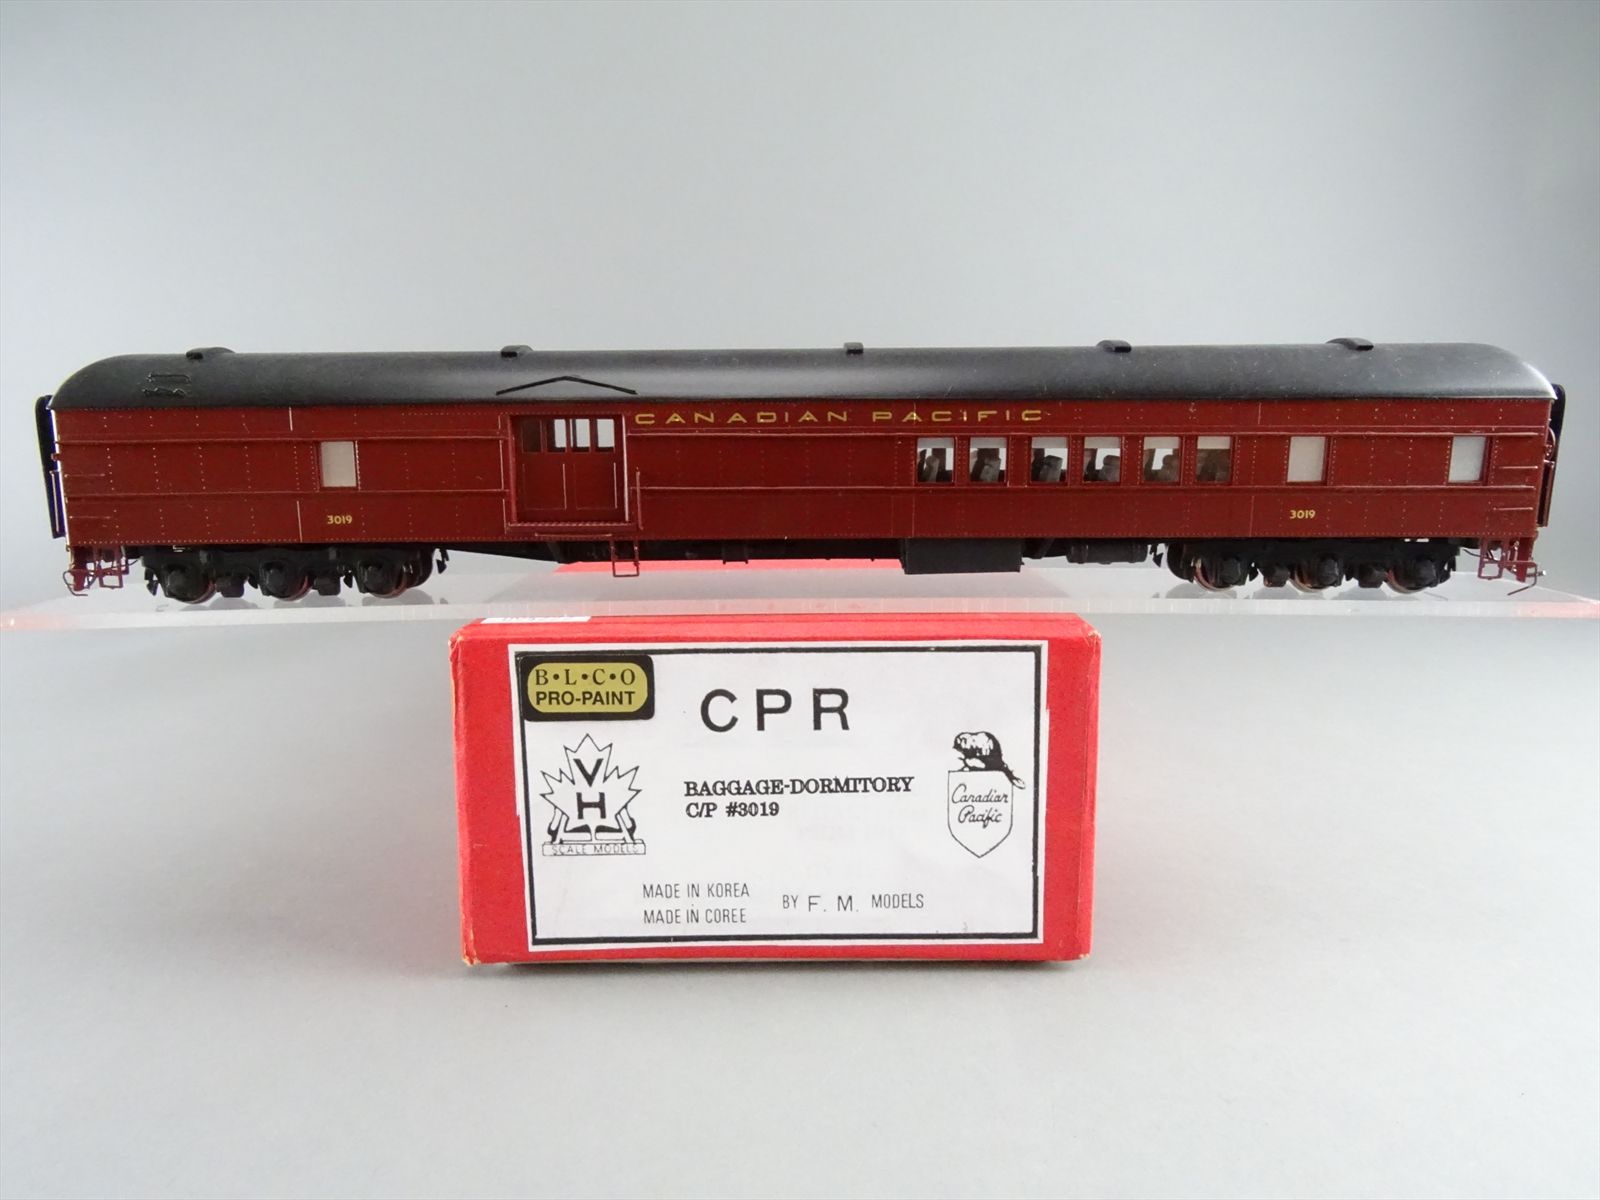 CANADIAN PACIFIC
3019
3019
B•L•C•O
PRO-PAINT
CPR
V
H
SCALE MODELS
BAGGAGE-DORMITORY
C/P #3019
Canadian
Pacific
MADE IN KOREA
MADE IN COREE
BY F. M. MODELS